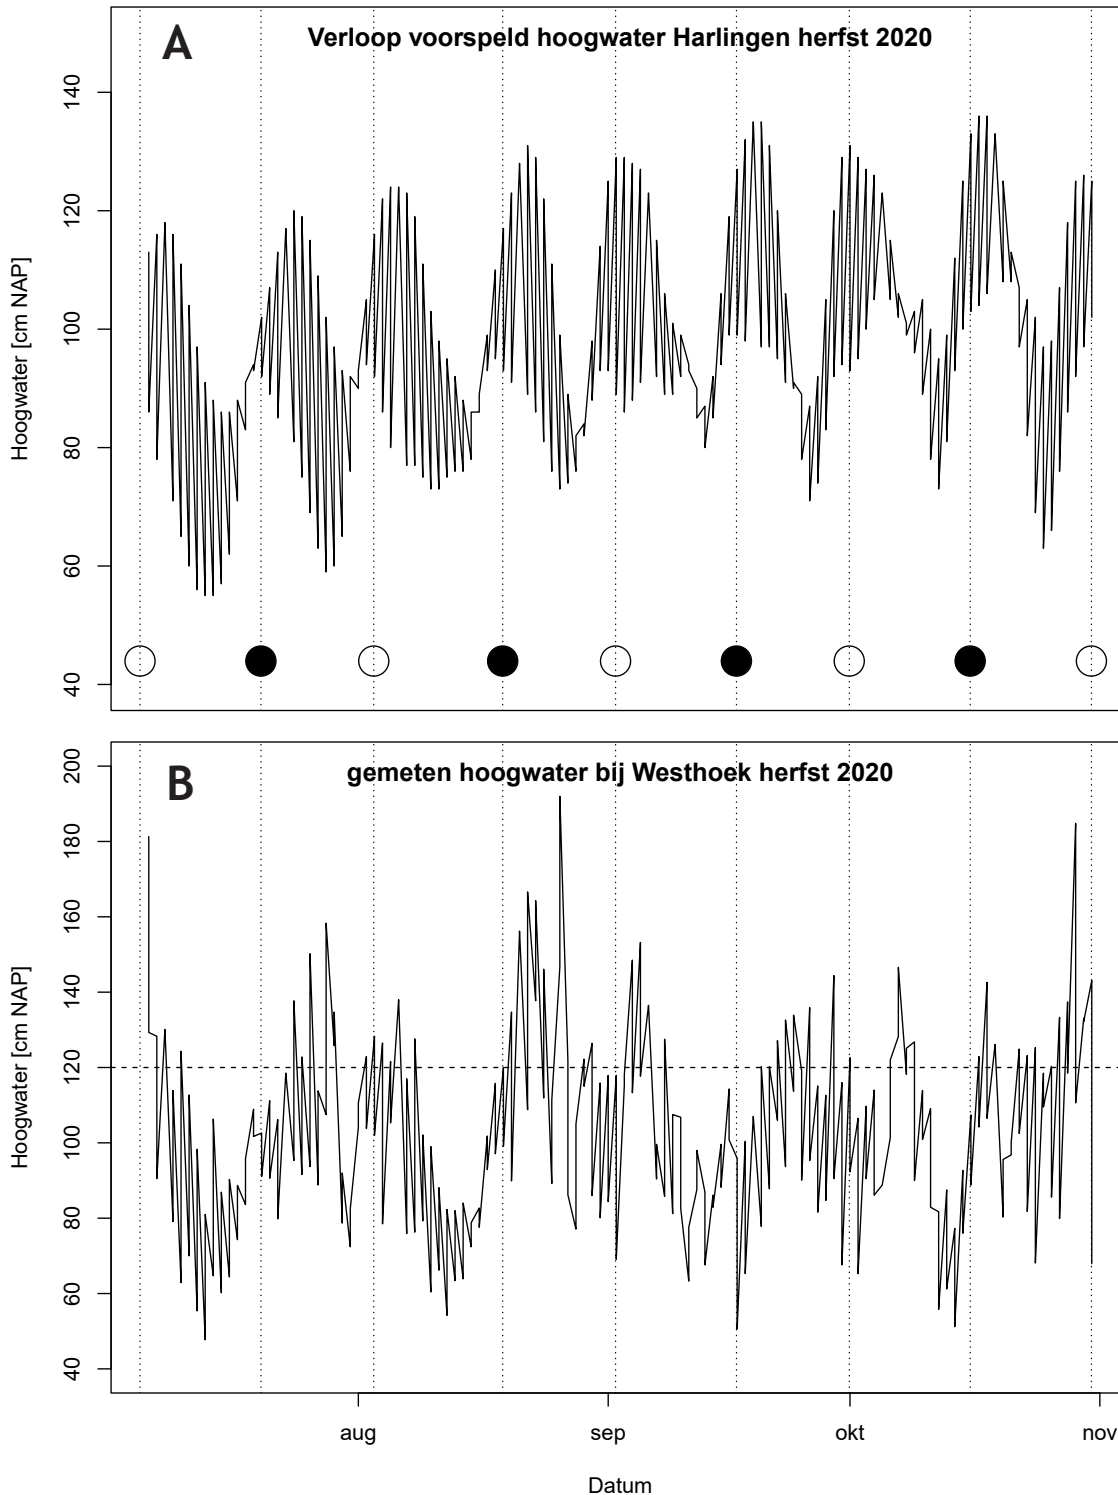 A
Verloop voorspeld hoogwater Harlingen herfst 2020
Hoogwater [cm NAP]
140
120
100
80
60
40
B
gemeten hoogwater bij Westhoek herfst 2020
Hoogwater [cm NAP]
200
180
160
140
120
100
80
60
40
aug
sep
okt
nov
Datum